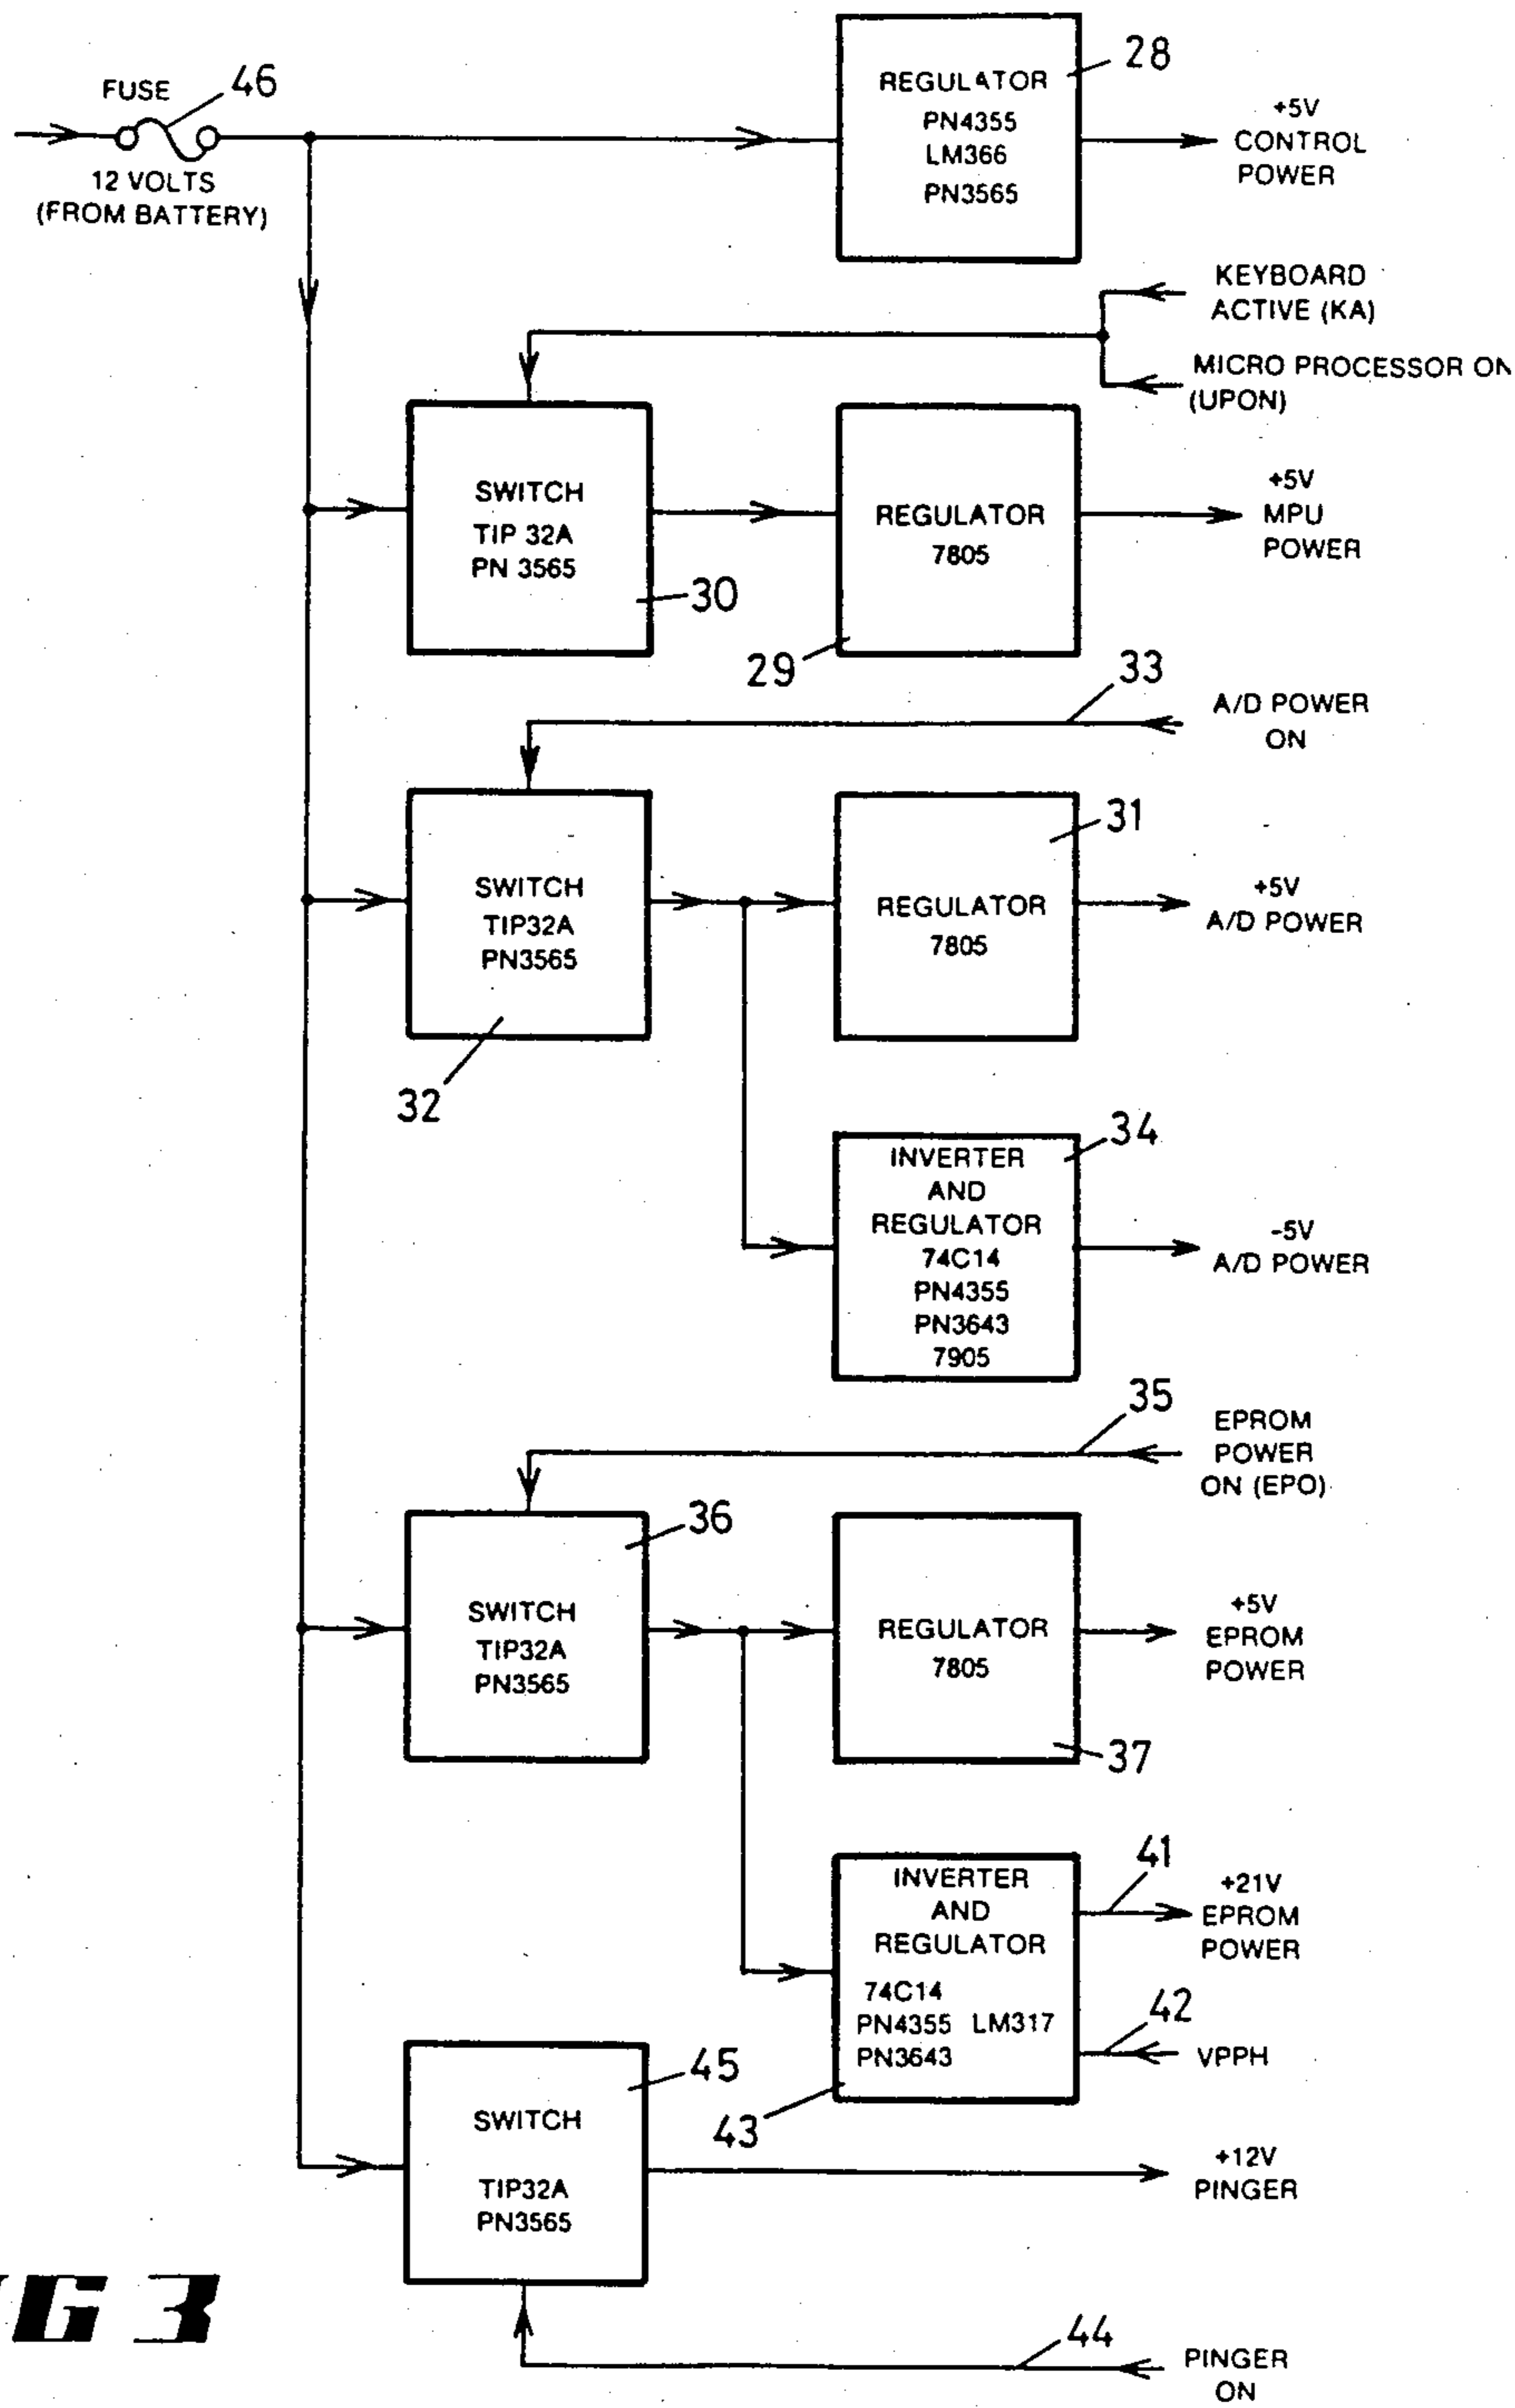 FUSE
46
12 VOLTS
(FROM BATTERY)
REGULATOR
PN4355
LM366
PN3565
28
+5V
CONTROL
POWER
KEYBOARD
ACTIVE (KA)
MICRO PROCESSOR ON
(UPON)
SWITCH
TIP 32A
PN 3565
30
REGULATOR
7805
29
+5V
MPU
POWER
33
A/D POWER
ON
SWITCH
TIP32A
PN3565
32
REGULATOR
7805
31
+5V
A/D POWER
34
INVERTER
AND
REGULATOR
74C14
PN4355
PN3643
7905
-5V
A/D POWER
35
EPROM
POWER
ON (EPO)
36
SWITCH
TIP32A
PN3565
REGULATOR
7805
37
+5V
EPROM
POWER
INVERTER
AND
REGULATOR
74C14
PN4355 LM317
PN3643
43
41
+21V
EPROM
POWER
42
VPPH
45
SWITCH
TIP32A
PN3565
+12V
PINGER
44
PINGER
ON
G 3